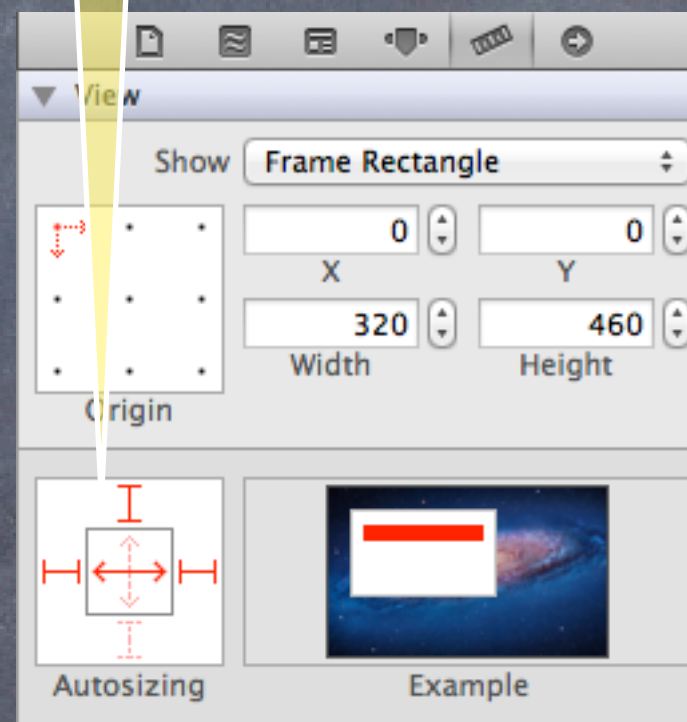 View
Show Frame Rectangle
0 0
X Y
320 460
Width Height
Origin
Autosizing Example